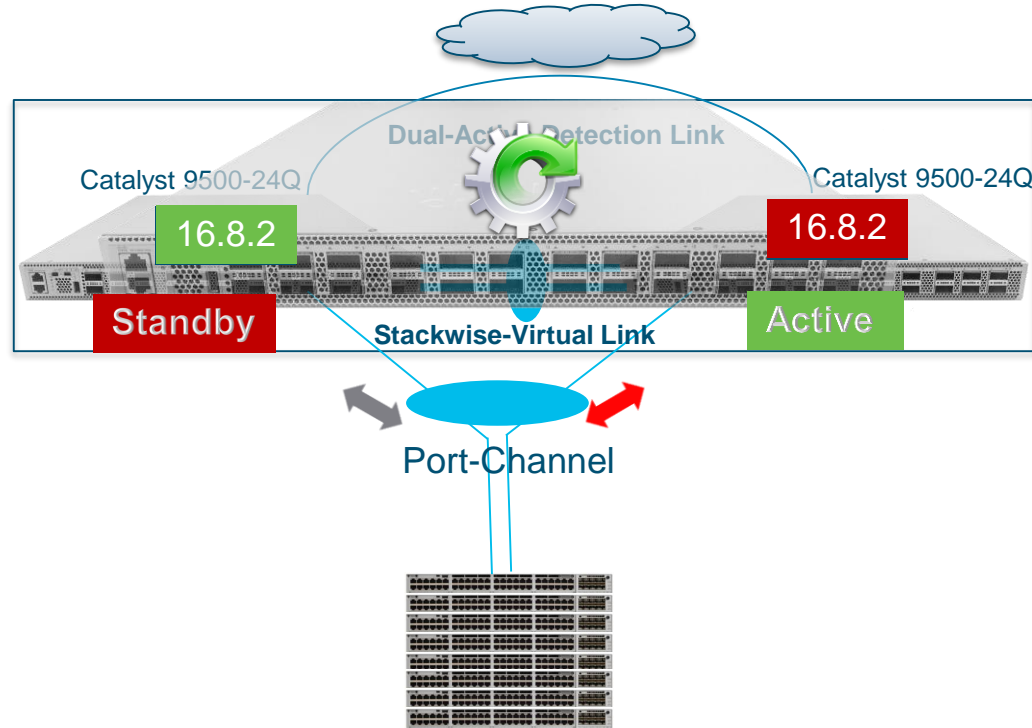 Dual-Active Detection Link
Catalyst 9500-24Q
Catalyst 9500-24Q
16.8.2
16.8.2
Standby
Stackwise-Virtual Link
Active
Port-Channel